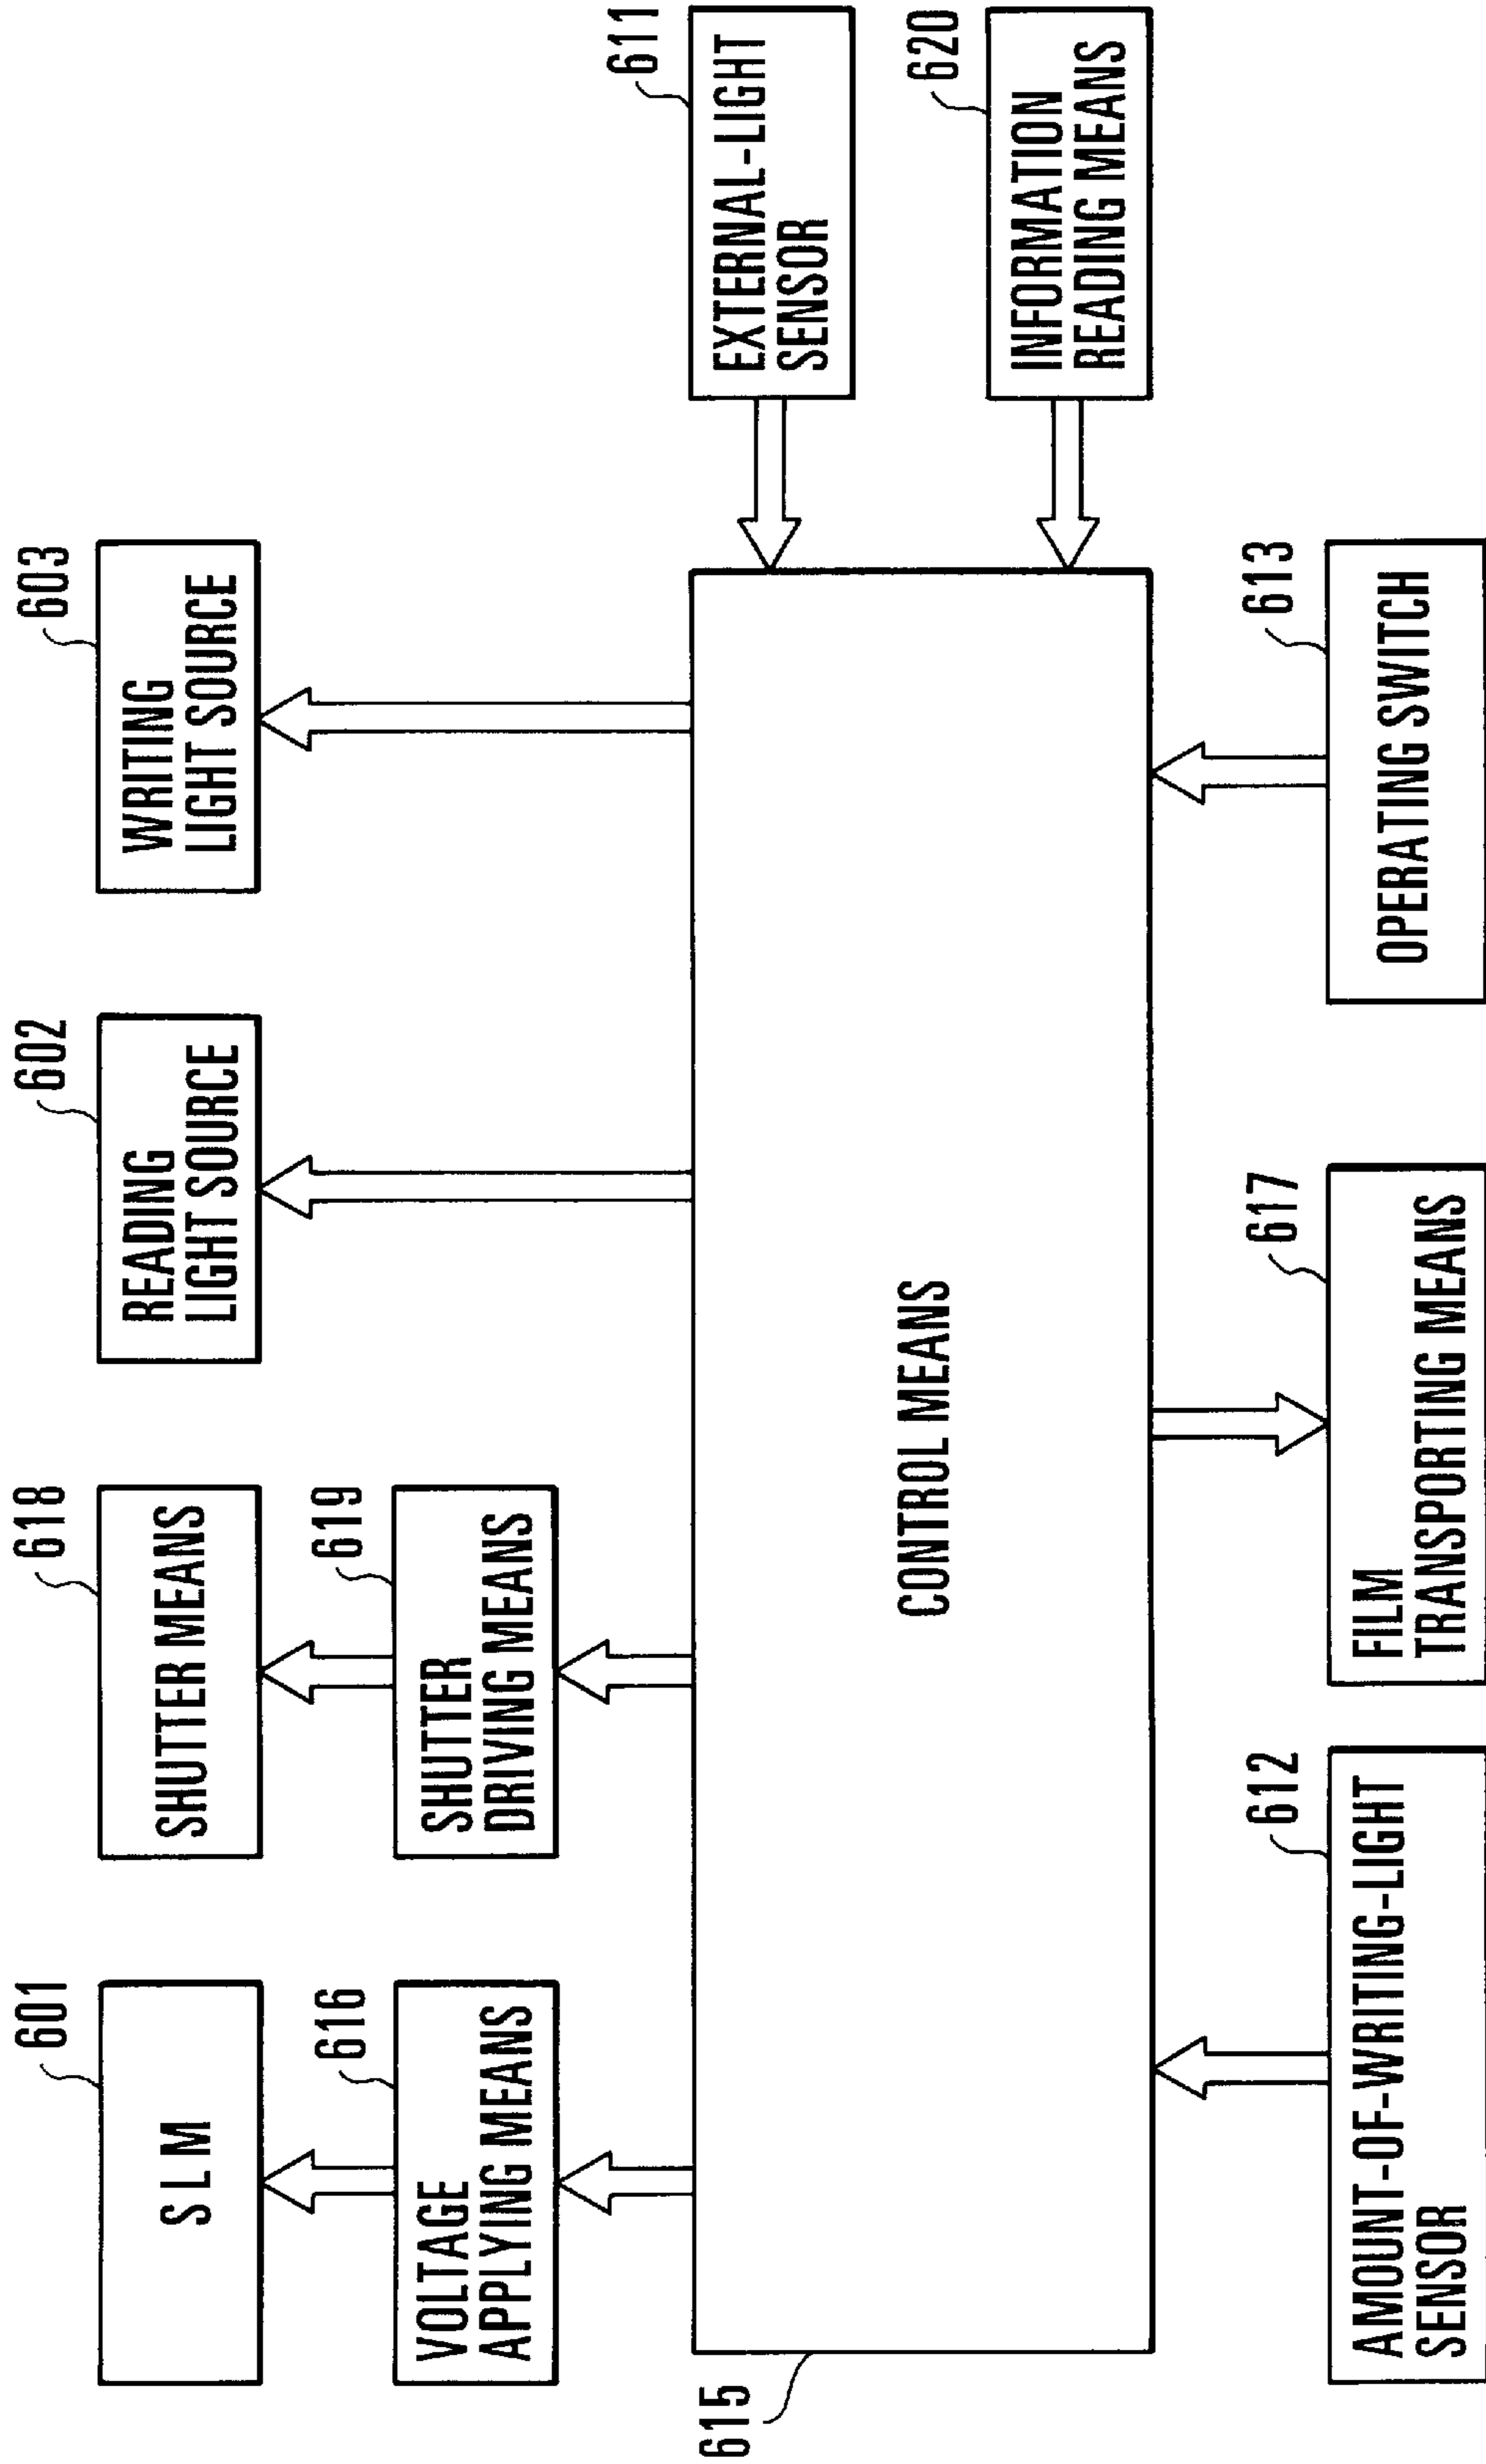 601
618
602
603
S L M
SHUTTER MEANS
READING
LIGHT SOURCE
WRITING
LIGHT SOURCE
616
619
VOLTAGE
APPLYING MEANS
SHUTTER
DRIVING MEANS
611
EXTERNAL-LIGHT
SENSOR
615
CONTROL MEANS
620
INFORMATION
READING MEANS
612
617
613
AMOUNT-OF-WRITING-LIGHT
SENSOR
FILM
TRANSPORTING MEANS
OPERATING SWITCH